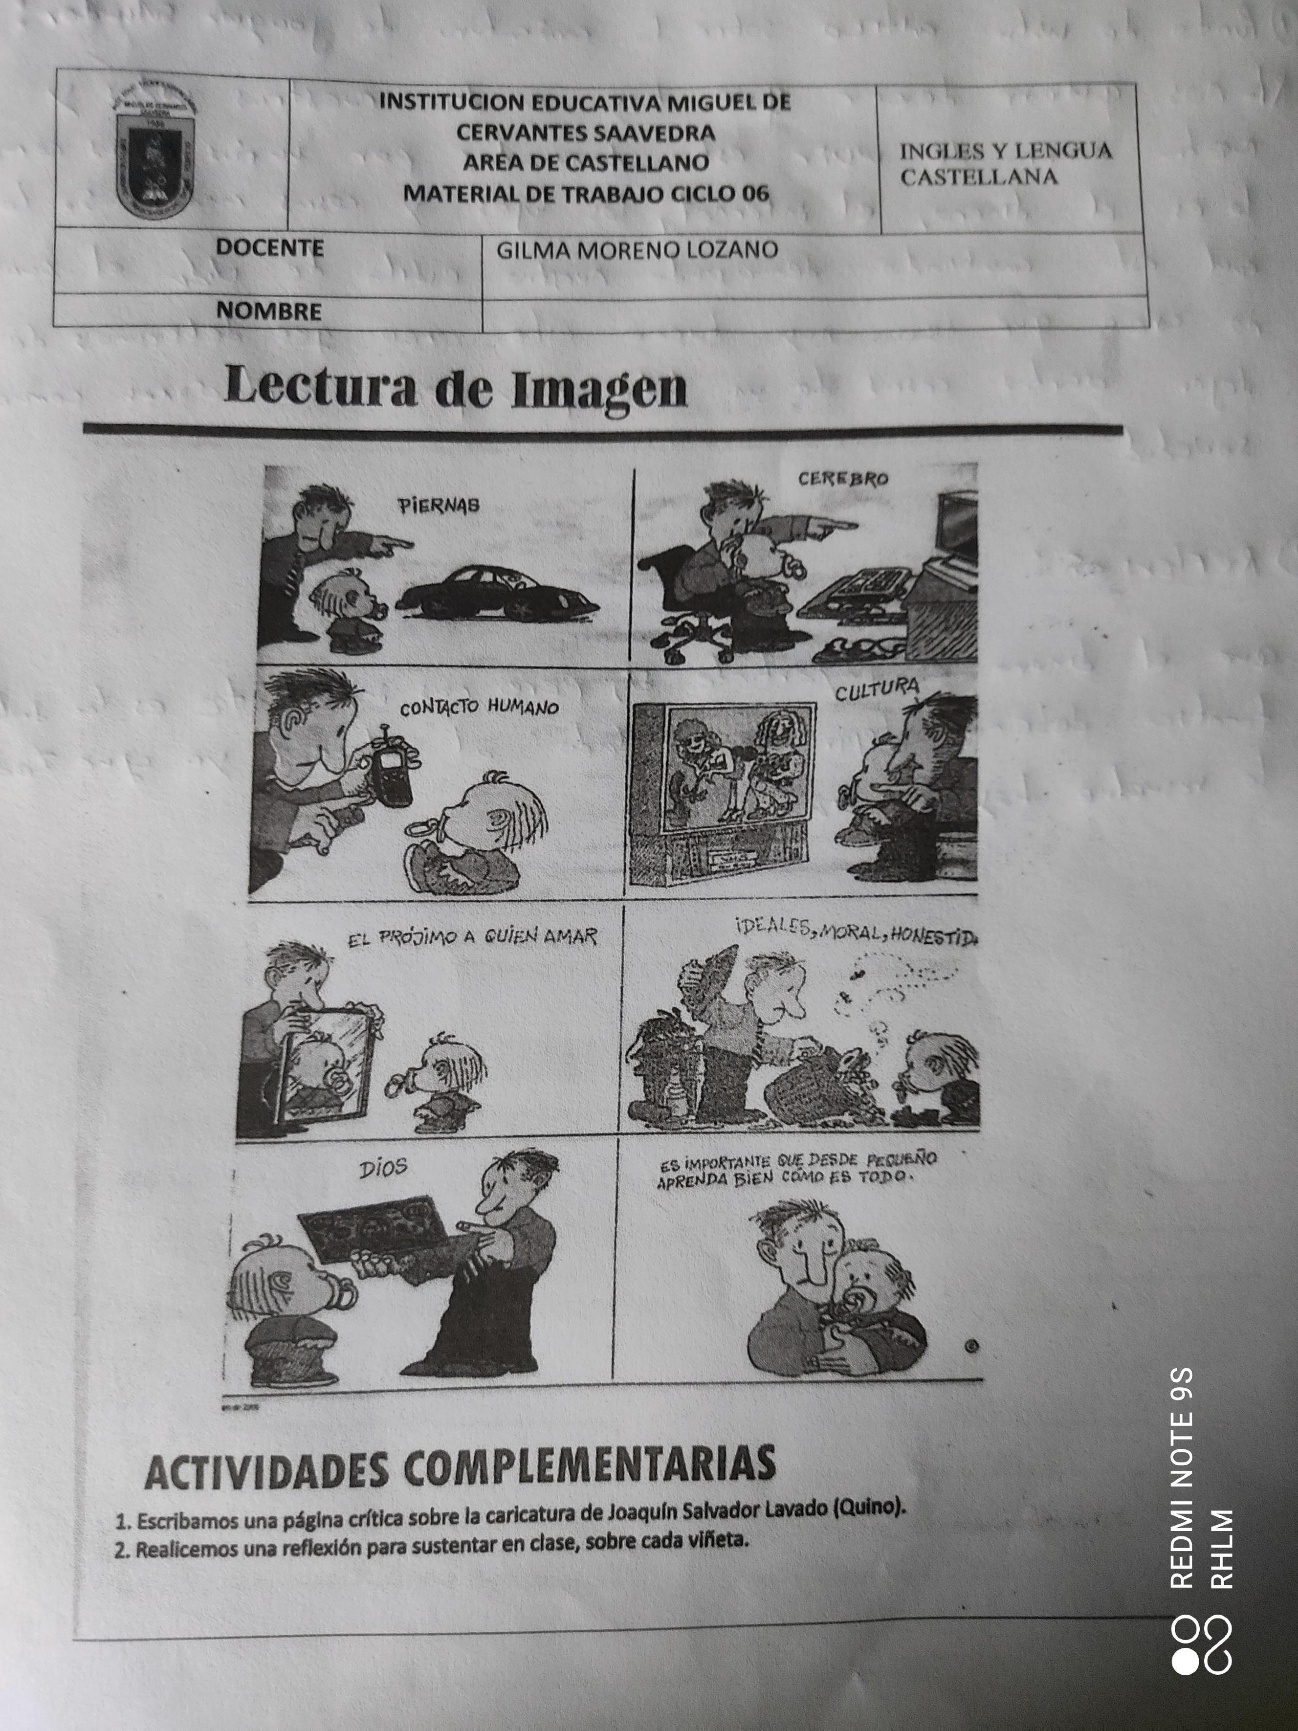 INSTITUCION EDUCATIVA MIGUEL DE
CERVANTES SAAVEDRA
AREA DE CASTELLANO
MATERIAL DE TRABAJO CICLO 06
INGLES Y LENGUA
CASTELLANA
DOCENTE
GILMA MORENO LOZANO
NOMBRE
Lectura de Imagen
PiERNAS
CEREBRO
CONTACTO HUMANO
CULTURA
EL PRÓJIMO A QUIEN AMAR
iDEALES, MORAL, HONESTiD
DiOS
ES iMPORTANTE QUE DESDE PEQUEÑO
APRENDA BiEN CÓMO ES TODO.
ACTIVIDADES COMPLEMENTARIAS
1. Escribamos una página crítica sobre la caricatura de Joaquín Salvador Lavado (Quino).
2. Realicemos una reflexión para sustentar en clase, sobre cada viñeta.
REDMI NOTE 9S
RHLM